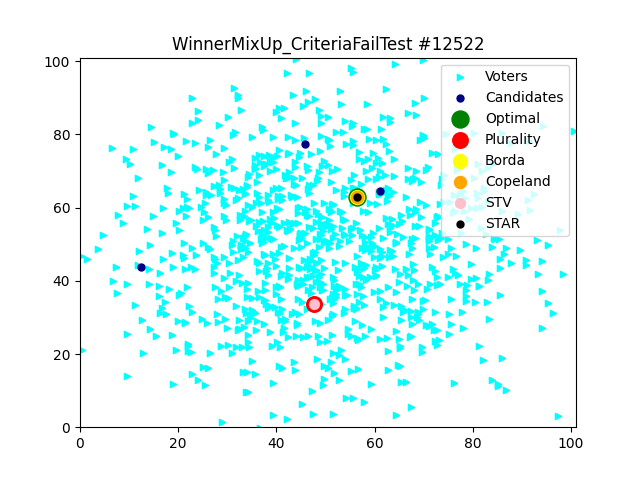 WinnerMixUp_CriteriaFailTest #12522
100
80
60
40
20
0
0
20
40
60
80
100
Voters
Candidates
Optimal
Plurality
Borda
Copeland
STV
STAR